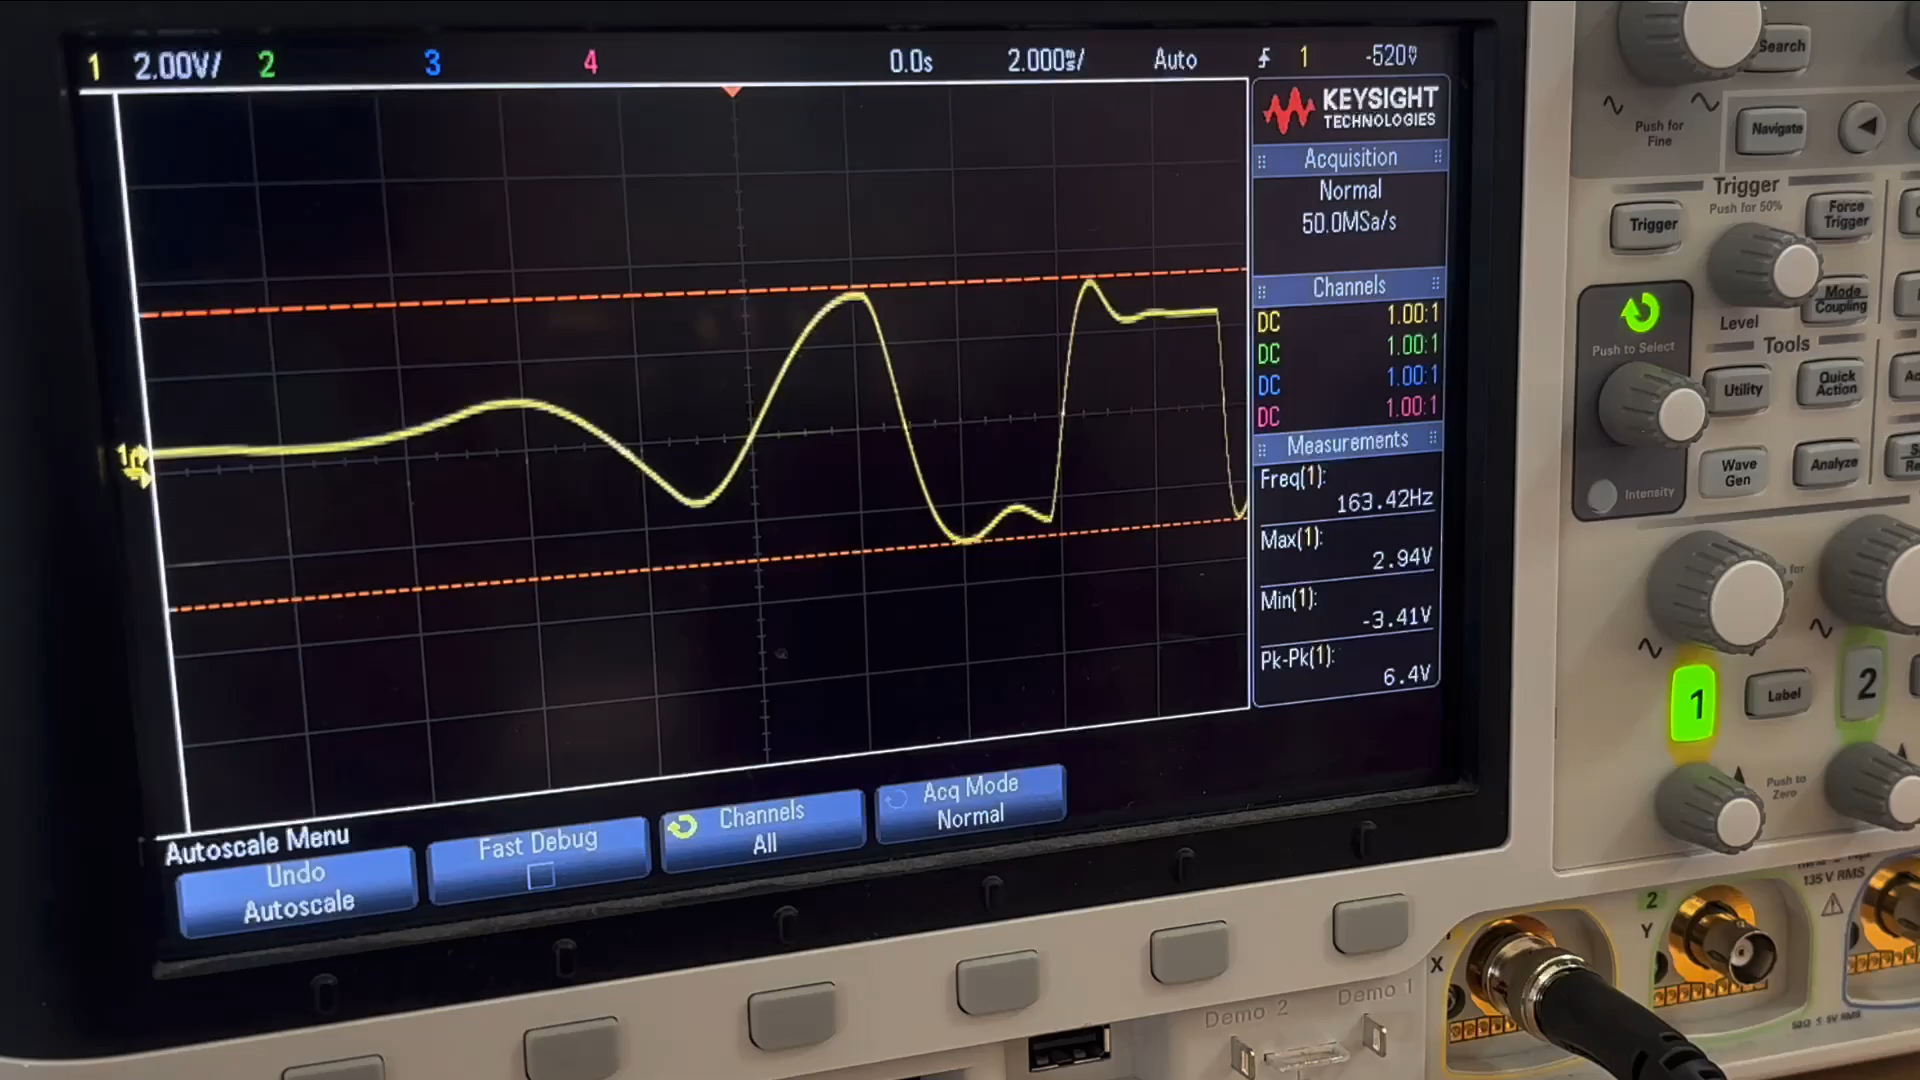 1 2.00V/ 2 3 4 0.0s 2.000ms/ Auto 1 -520mV
KEYSIGHT
TECHNOLOGIES
Acquisition
Normal
50.0MSa/s
Channels
DC 1.00:1
DC 1.00:1
DC 1.00:1
DC 1.00:1
Measurements
Freq(1):
163.42Hz
Max(1):
2.94V
Min(1):
-3.41V
Pk-Pk(1):
6.4V
Autoscale Menu
Undo
Autoscale
Fast Debug
Channels
All
Acq Mode
Normal
Search
Push for
Fine
Navigate
Trigger
Push for 50%
Trigger
Force
Trigger
Level
Mode
Coupling
Push to Select
Tools
Utility
Quick
Action
Wave
Gen
Analyze
Intensity
1
Label
2
Push to
Zero
135 V RMS
2
Y
X
Demo 2
Demo 1